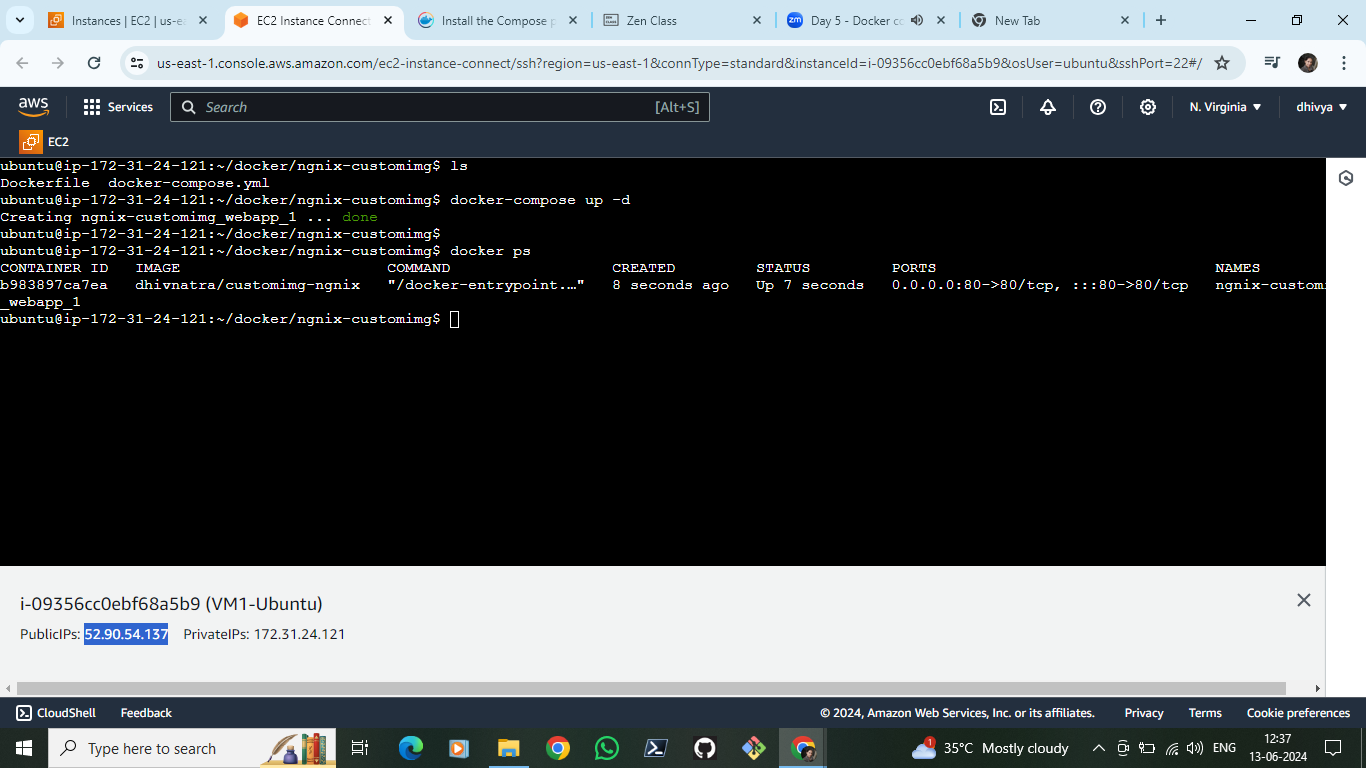 Instances | EC2 | us-ea
EC2 Instance Connect
Install the Compose p
Zen Class
zm Day 5 - Docker co
New Tab
us-east-1.console.aws.amazon.com/ec2-instance-connect/ssh?region=us-east-1&connType=standard&instanceId=i-09356cc0ebf68a5b9&osUser=ubuntu&sshPort=22#/
aws Services Search [Alt+S] N. Virginia dhivya
EC2
ubuntu@ip-172-31-24-121:~/docker/ngnix-customimg$ ls
Dockerfile  docker-compose.yml
ubuntu@ip-172-31-24-121:~/docker/ngnix-customimg$ docker-compose up -d
Creating ngnix-customimg_webapp_1 ... done
ubuntu@ip-172-31-24-121:~/docker/ngnix-customimg$
ubuntu@ip-172-31-24-121:~/docker/ngnix-customimg$ docker ps
CONTAINER ID   IMAGE                       COMMAND                  CREATED         STATUS         PORTS                               NAMES
b983897ca7ea   dhivnatra/customimg-ngnix   "/docker-entrypoint.…"   8 seconds ago   Up 7 seconds   0.0.0.0:80->80/tcp, :::80->80/tcp   ngnix-customi
_webapp_1
ubuntu@ip-172-31-24-121:~/docker/ngnix-customimg$
i-09356cc0ebf68a5b9 (VM1-Ubuntu)
PublicIPs: 52.90.54.137 PrivateIPs: 172.31.24.121
CloudShell Feedback © 2024, Amazon Web Services, Inc. or its affiliates. Privacy Terms Cookie preferences
Type here to search 1 35°C Mostly cloudy ENG 12:37
13-06-2024